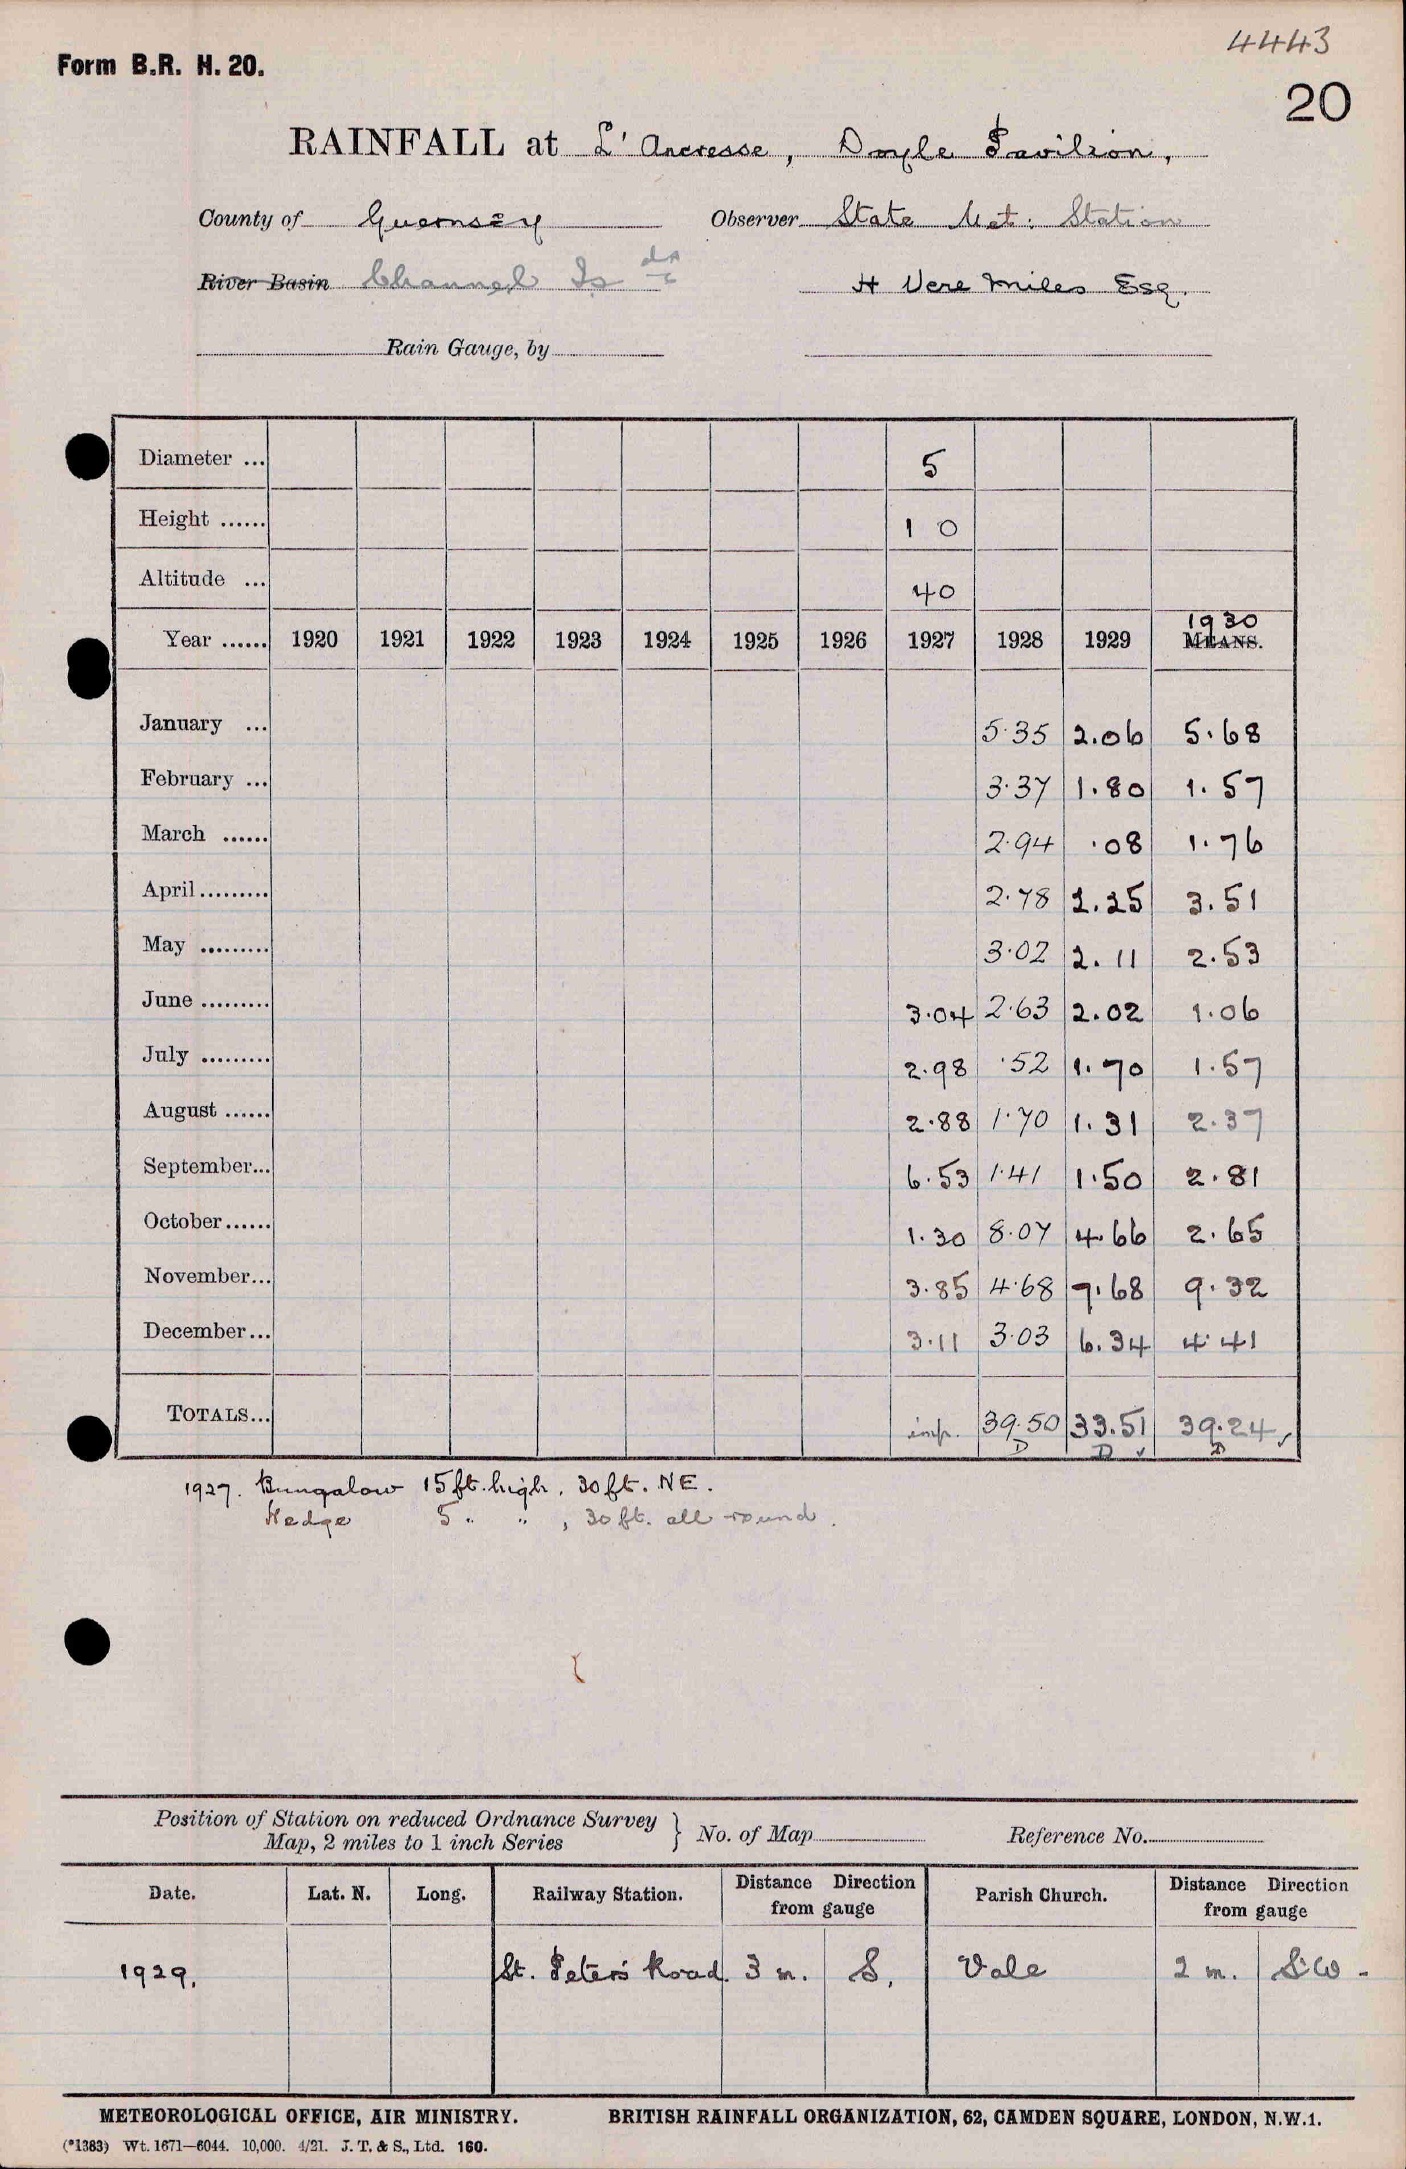 4443
Form B.R. H. 20.
20
RAINFALL at L'Ancresse, Doyle Pavilion,
County of Guernsey Observer State Met: Station
River Basin Channel Is ds
H Vere Miles Esq.
Rain Gauge, by
Diameter ... 5
Height ...... 1 0
Altitude ... 40
1930
Year ...... 1920 1921 1922 1923 1924 1925 1926 1927 1928 1929 MEANS.
January ... 5.35 2.06 5.68
February ... 3.37 1.80 1.57
March ...... 2.94 .08 1.76
April......... 2.78 2.25 3.51
May ......... 3.02 2.11 2.53
June ......... 3.04 2.63 2.02 1.06
July ......... 2.98 .52 1.70 1.57
August ...... 2.88 1.70 1.31 2.37
September... 6.53 1.41 1.50 2.81
October...... 1.30 8.07 4.66 2.65
November... 3.85 4.68 7.68 9.32
December... 3.11 3.03 6.34 4.41
TOTALS... imp. 39.50 33.51 39.24 ✓
D D ✓ D
1927. Bungalow 15 ft. high, 30 ft. NE.
Hedge 5 " " , 30 ft. all round.
Position of Station on reduced Ordnance Survey
Map, 2 miles to 1 inch Series } No. of Map Reference No.
Date. Lat. N. Long. Railway Station. Distance Direction from gauge Parish Church. Distance Direction from gauge
1929. St. Peter's Road. 3 m. S. Vale 2 m. SW -
METEOROLOGICAL OFFICE, AIR MINISTRY. BRITISH RAINFALL ORGANIZATION, 62, CAMDEN SQUARE, LONDON, N.W.1.
(*1383) Wt. 1671—6044. 10,000. 4/21. J. T. & S., Ltd. 160.